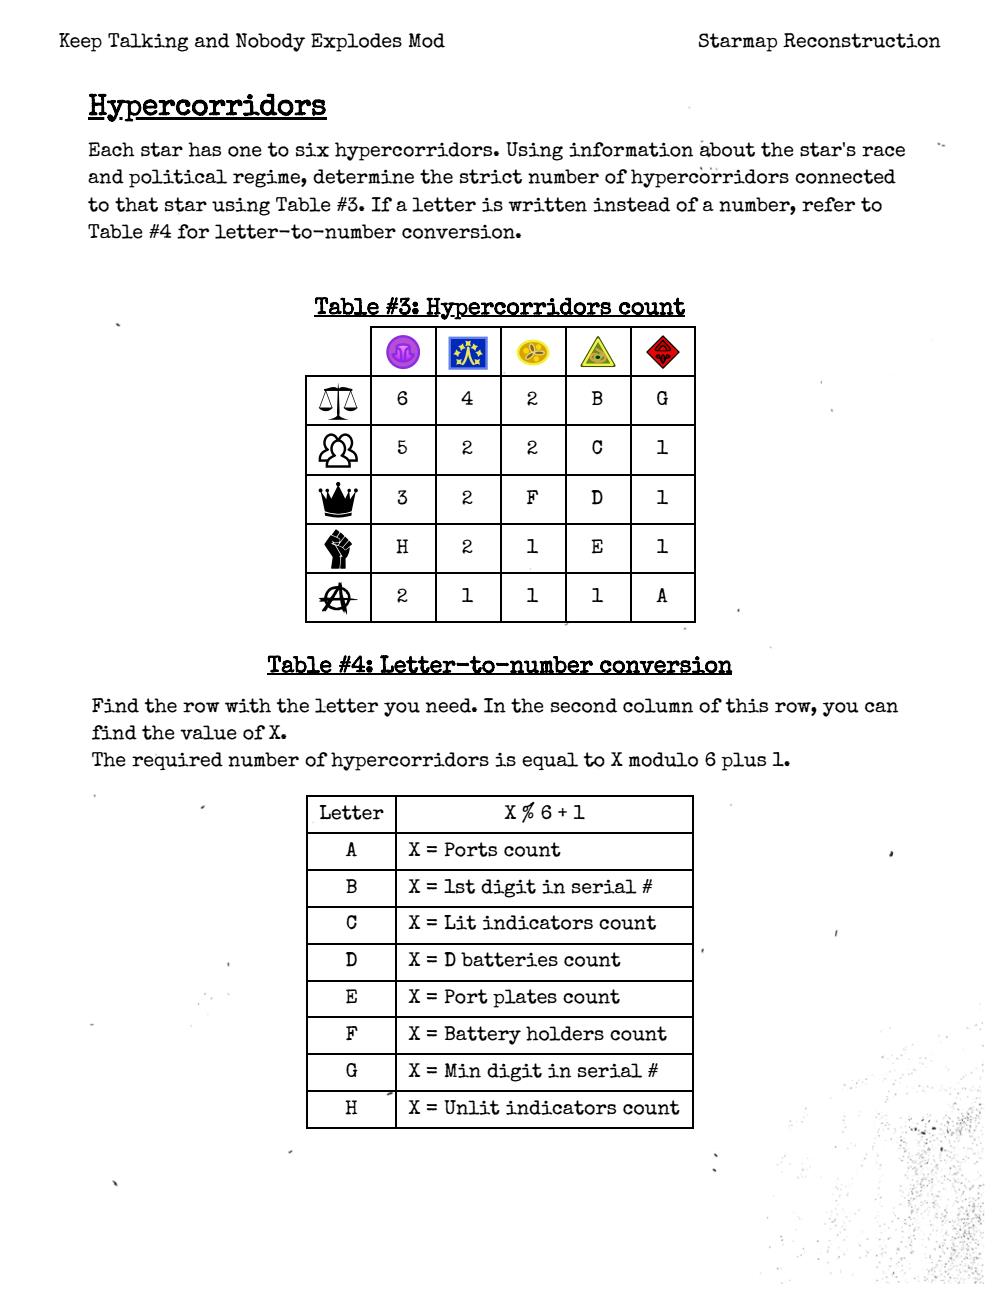 Keep Talking and Nobody Explodes Mod
Starmap Reconstruction
Hypercorridors
Each star has one to six hypercorridors. Using information about the star's race
and political regime, determine the strict number of hypercorridors connected
to that star using Table #3. If a letter is written instead of a number, refer to
Table #4 for letter-to-number conversion.
Table #3: Hypercorridors count
6 4 2 B G
5 2 2 C 1
3 2 F D 1
H 2 1 E 1
2 1 1 1 A
Table #4: Letter-to-number conversion
Find the row with the letter you need. In the second column of this row, you can
find the value of X.
The required number of hypercorridors is equal to X modulo 6 plus 1.
Letter X % 6 + 1
A X = Ports count
B X = 1st digit in serial #
C X = Lit indicators count
D X = D batteries count
E X = Port plates count
F X = Battery holders count
G X = Min digit in serial #
H X = Unlit indicators count